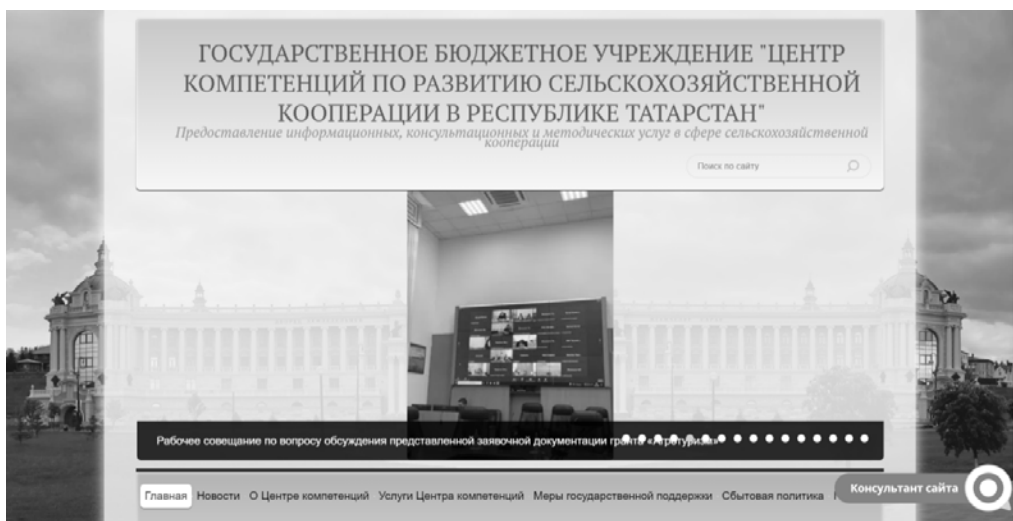 ГОСУДАРСТВЕННОЕ БЮДЖЕТНОЕ УЧРЕЖДЕНИЕ "ЦЕНТР
КОМПЕТЕНЦИЙ ПО РАЗВИТИЮ СЕЛЬСКОХОЗЯЙСТВЕННОЙ
КООПЕРАЦИИ В РЕСПУБЛИКЕ ТАТАРСТАН"
Предоставление информационных, консультационных и методических услуг в сфере сельскохозяйственной
кооперации
Поиск по сайту
Рабочее совещание по вопросу обсуждения представленной заявочной документации гранта «Агротуризм»
Главная Новости О Центре компетенций Услуги Центра компетенций Меры государственной поддержки Сбытовая политика
Консультант сайта